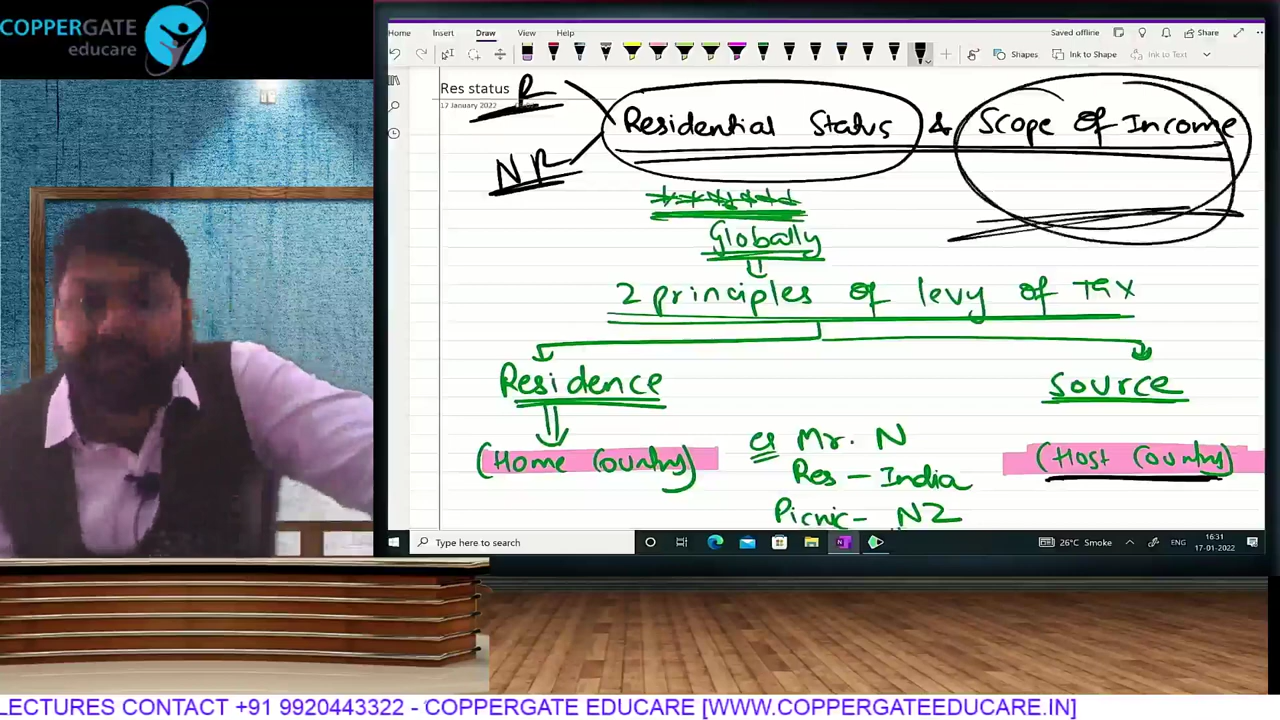 COPPERGATE
educare
Home Insert Draw View Help
Saved offline
Share
Shapes
Ink to Shape
Ink to Text
Res status
17 January 2022
R
NR
Residential Status & Scope of Income
Globally
2 principles of levy of Tax
Residence
Source
(Home Country)
eg Mr. N
(Host Country)
Res - India
Picnic - NZ
Type here to search
26°C Smoke
ENG
16:31
17-01-2022
LECTURES CONTACT +91 9920443322 - COPPERGATE EDUCARE [WWW.COPPERGATEEDUCARE.IN]